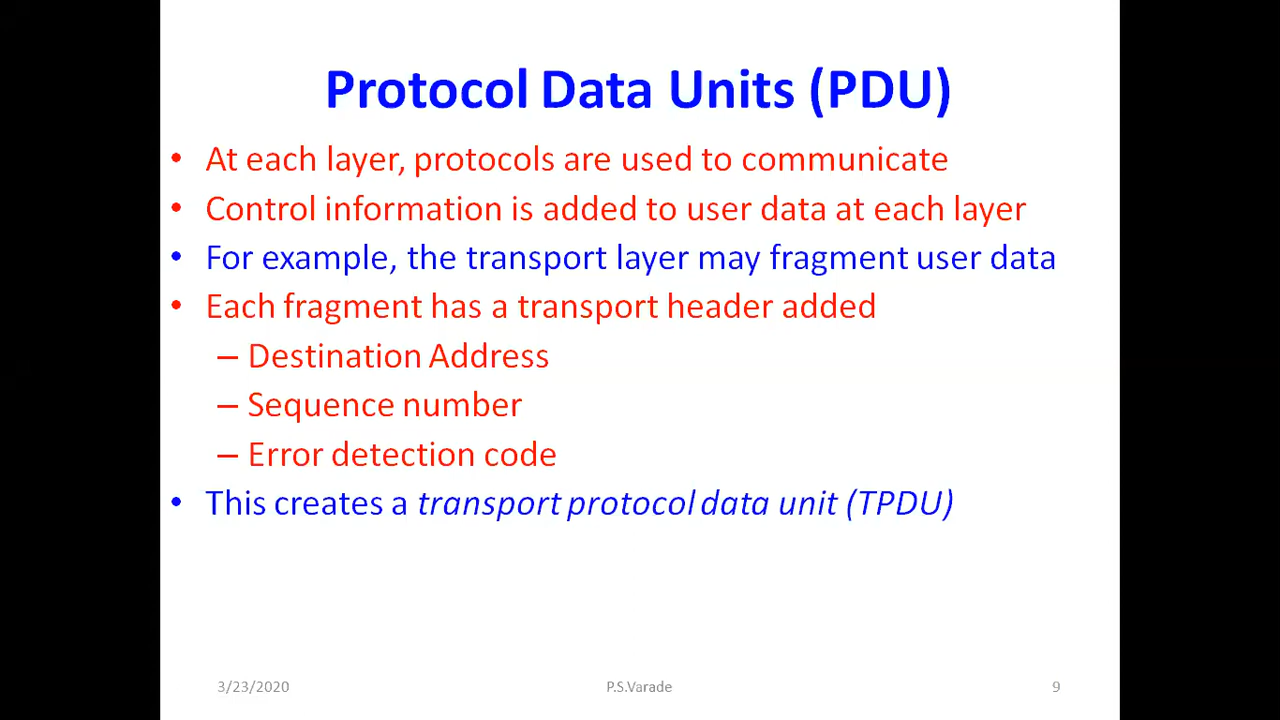 Protocol Data Units (PDU)
• At each layer, protocols are used to communicate
• Control information is added to user data at each layer
• For example, the transport layer may fragment user data
• Each fragment has a transport header added
– Destination Address
– Sequence number
– Error detection code
• This creates a transport protocol data unit (TPDU)
3/23/2020
P.S.Varade
9